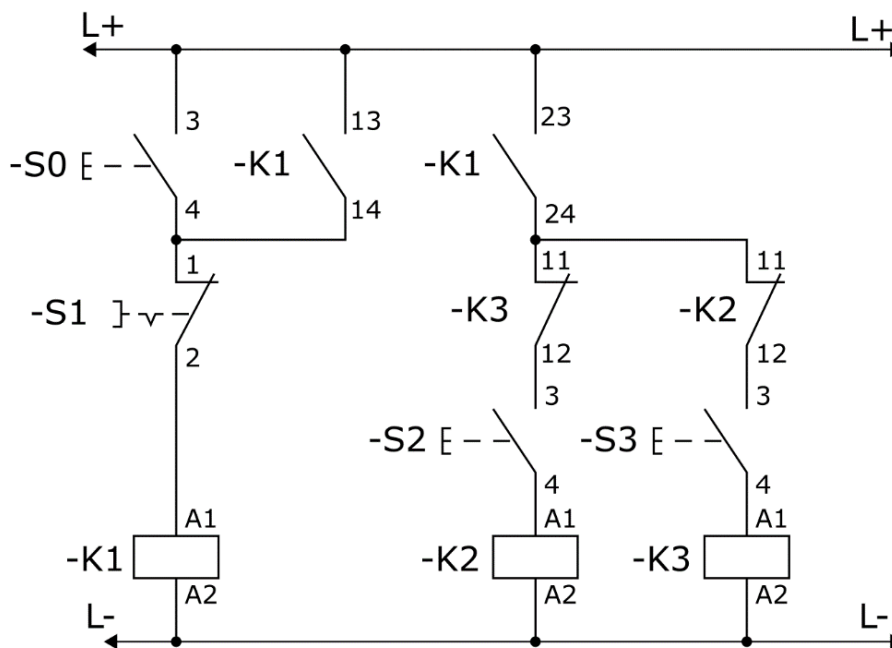 L+ L+
3 13 23
-S0 -K1 -K1
4 14 24
1 11 11
-S1 -K3 -K2
2 12 12
3 3
-S2 -S3
4 4
A1 A1 A1
-K1 -K2 -K3
A2 A2 A2
L- L-